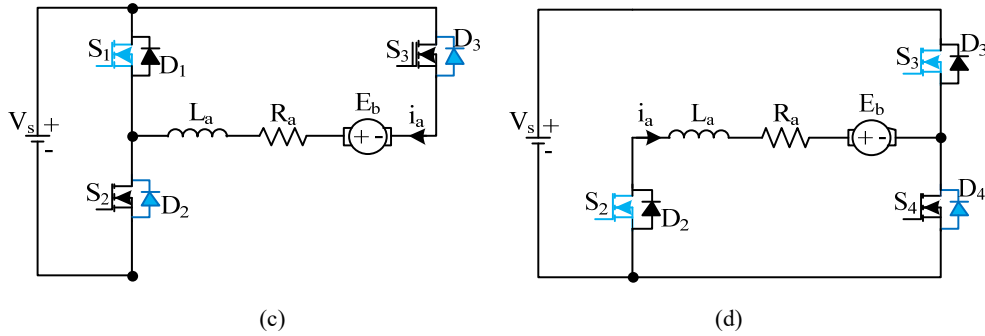 S1 D1 S3 D3
Vs + - La Ra Eb + - ia
S2 D2
(c)
S3 D3
Vs + - ia La Ra Eb + -
S2 D2 S4 D4
(d)